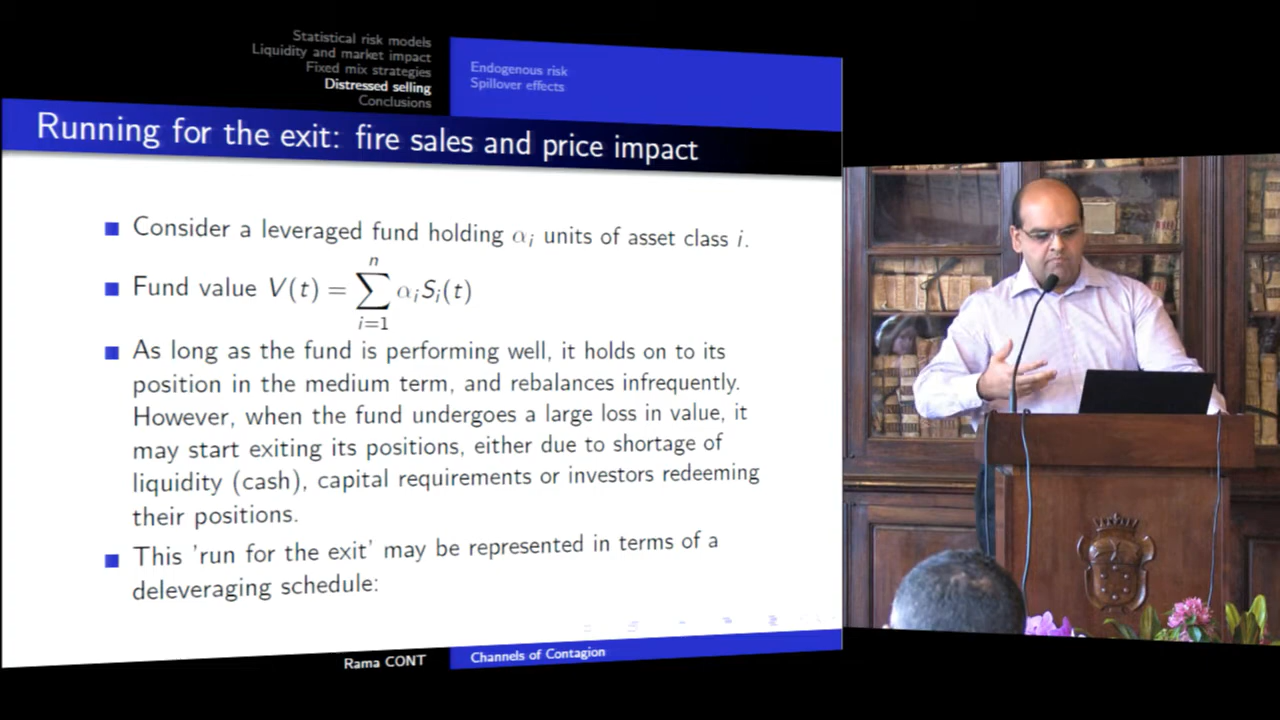 Statistical risk models
Liquidity and market impact
Fixed mix strategies
Distressed selling
Conclusions
Endogenous risk
Spillover effects
Running for the exit: fire sales and price impact
Consider a leveraged fund holding αi units of asset class i.
Fund value V(t) = ∑_{i=1}^{n} αiSi(t)
As long as the fund is performing well, it holds on to its
position in the medium term, and rebalances infrequently.
However, when the fund undergoes a large loss in value, it
may start exiting its positions, either due to shortage of
liquidity (cash), capital requirements or investors redeeming
their positions.
This 'run for the exit' may be represented in terms of a
deleveraging schedule:
Rama CONT
Channels of Contagion